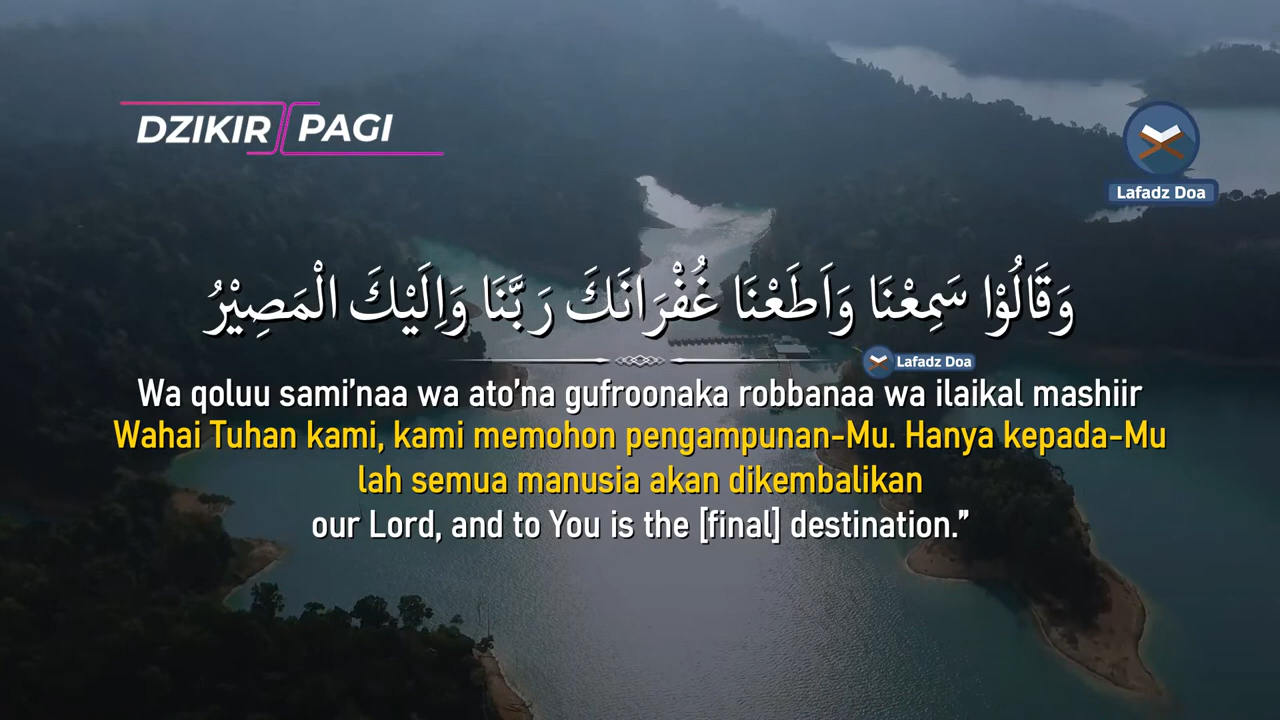 DZIKIR PAGI
Lafadz Doa
وَقَالُوْا سَمِعْنَا وَاَطَعْنَا غُفْرَانَكَ رَبَّنَا وَاِلَيْكَ الْمَصِيْرُ
Lafadz Doa
Wa qoluu sami'naa wa ato'na gufroonaka robbanaa wa ilaikal mashiir
Wahai Tuhan kami, kami memohon pengampunan-Mu. Hanya kepada-Mu
lah semua manusia akan dikembalikan
our Lord, and to You is the [final] destination.”